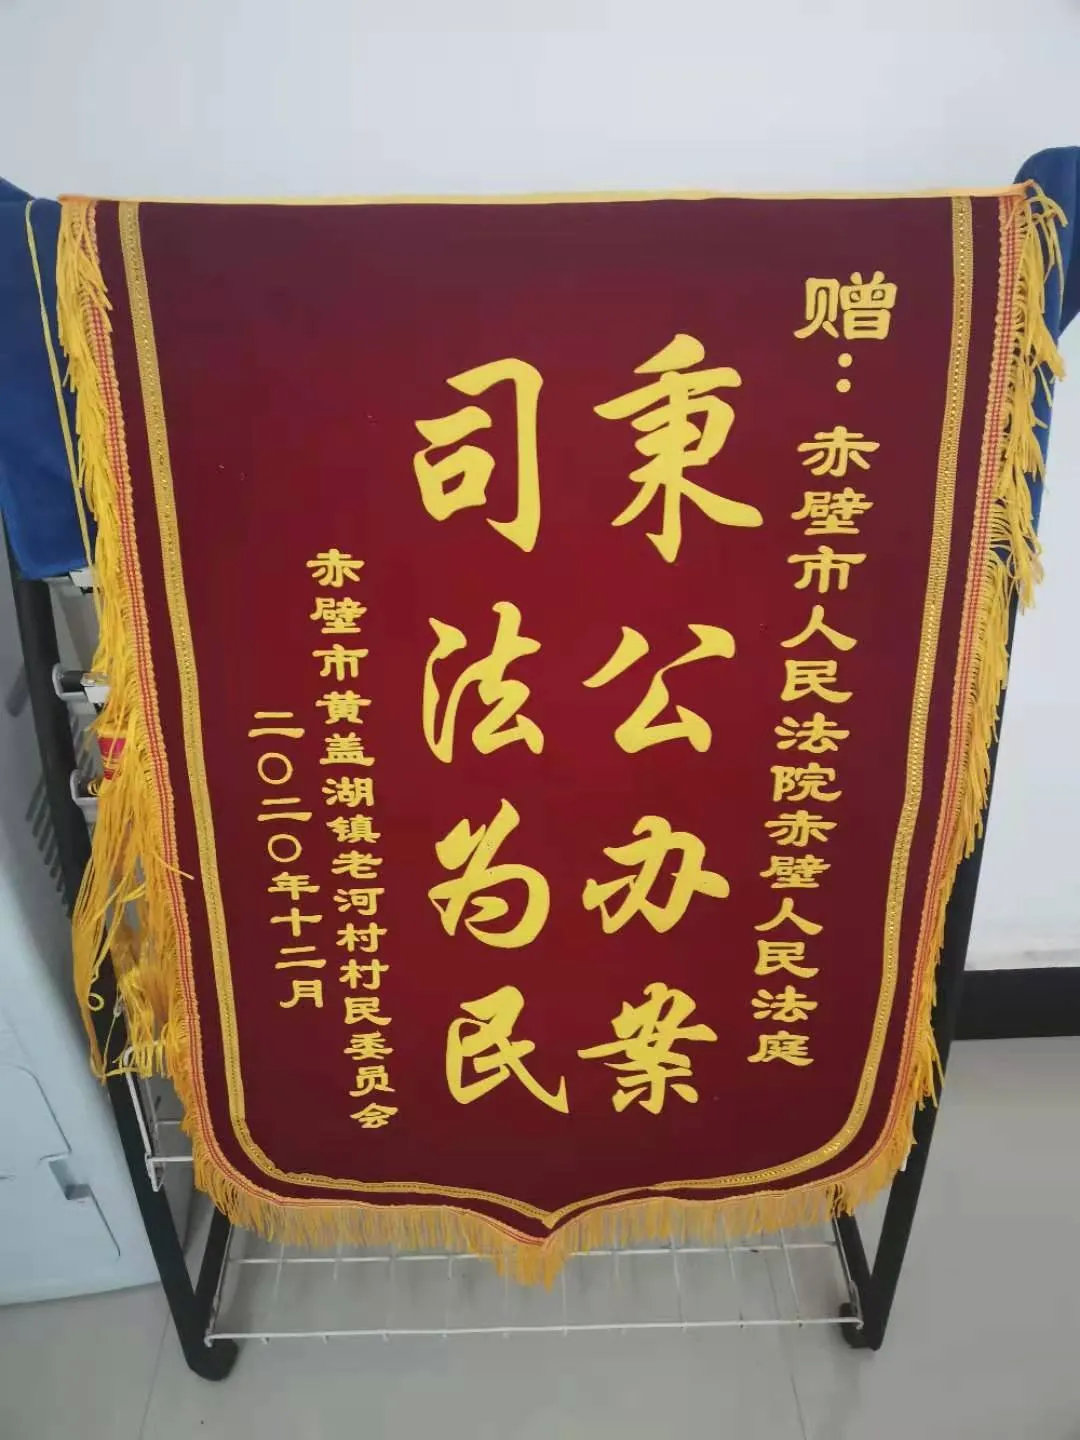 赠：赤壁市人民法院赤壁人民法庭
秉公办案
司法为民
赤壁市黄盖湖镇老河村村民委员会
二〇二〇年十二月